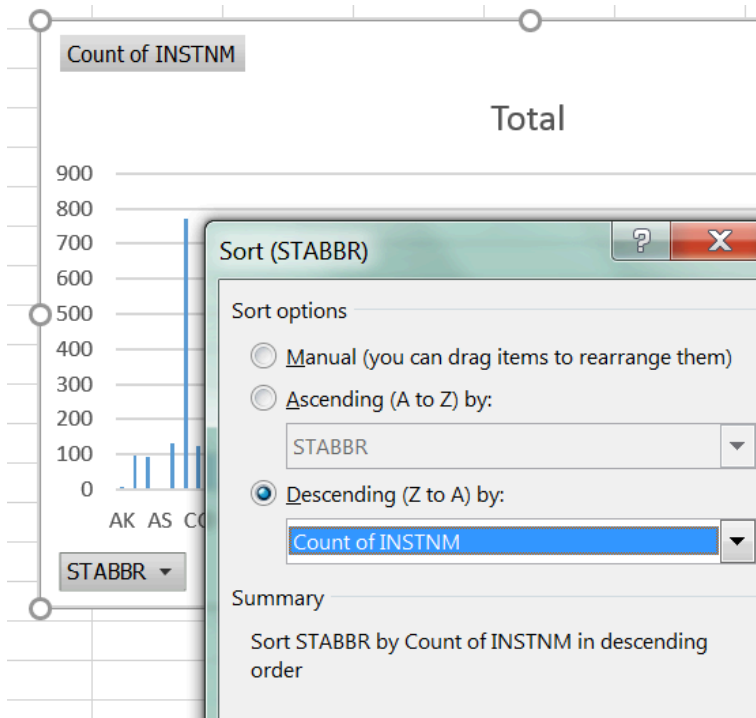 Count of INSTNM
Total
900
800
700
600
500
400
300
200
100
0
AK AS
STABBR
Sort (STABBR)
?
X
Sort options
Manual (you can drag items to rearrange them)
Ascending (A to Z) by:
STABBR
Descending (Z to A) by:
Count of INSTNM
Summary
Sort STABBR by Count of INSTNM in descending
order